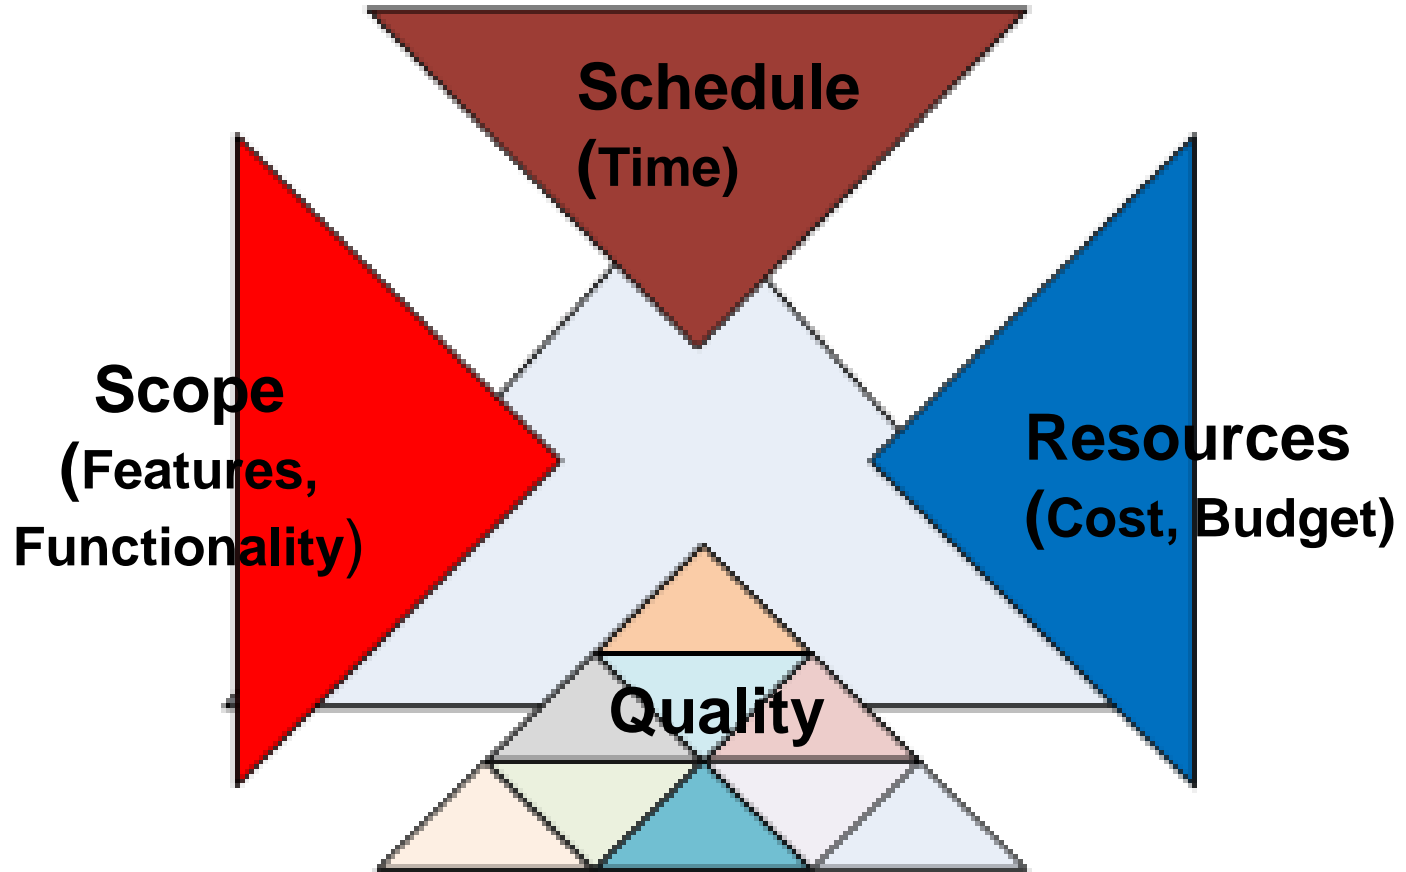 Schedule
(Time)
Scope
(Features,
Functionality)
Resources
(Cost, Budget)
Quality